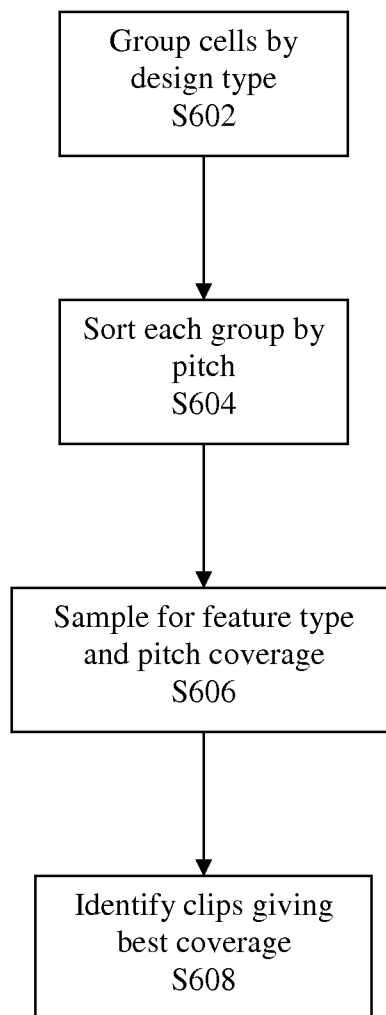 Group cells by
design type
S602
Sort each group by
pitch
S604
Sample for feature type
and pitch coverage
S606
Identify clips giving
best coverage
S608